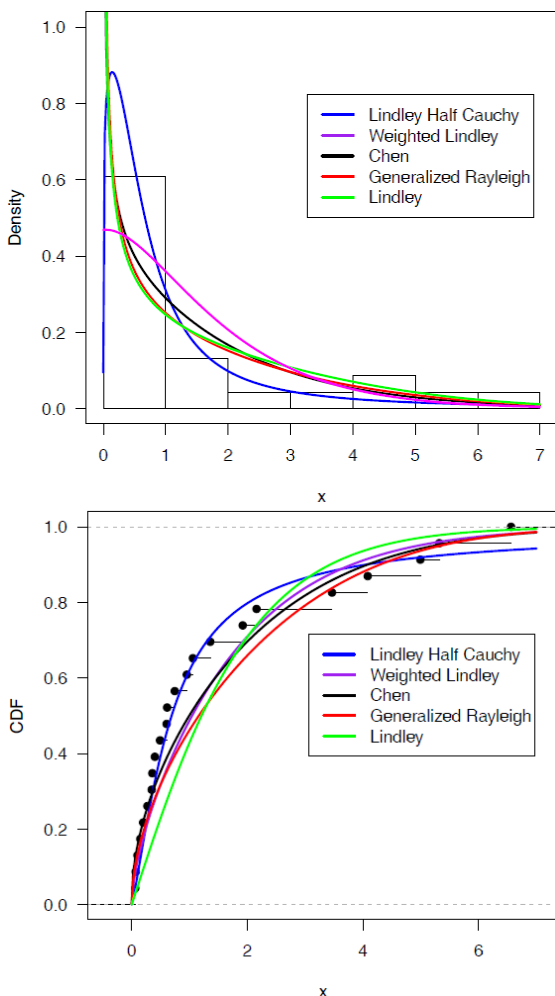 1.0
0.8
0.6
0.4
0.2
0.0
Density
Lindley Half Cauchy
Weighted Lindley
Chen
Generalized Rayleigh
Lindley
0 1 2 3 4 5 6 7
x
1.0
0.8
0.6
0.4
0.2
0.0
CDF
Lindley Half Cauchy
Weighted Lindley
Chen
Generalized Rayleigh
Lindley
0 2 4 6
x